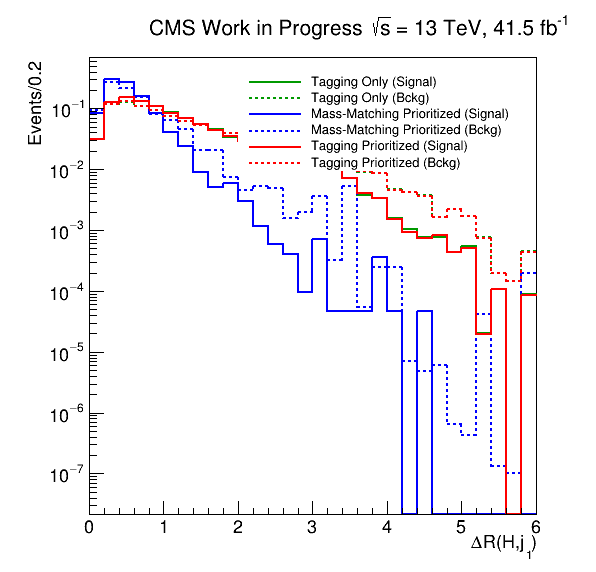 CMS Work in Progress √s = 13 TeV, 41.5 fb⁻¹
Events/0.2
Tagging Only (Signal)
Tagging Only (Bckg)
Mass-Matching Prioritized (Signal)
Mass-Matching Prioritized (Bckg)
Tagging Prioritized (Signal)
Tagging Prioritized (Bckg)
10⁻¹
10⁻²
10⁻³
10⁻⁴
10⁻⁵
10⁻⁶
10⁻⁷
0 1 2 3 4 5 6
ΔR(H,j₁)